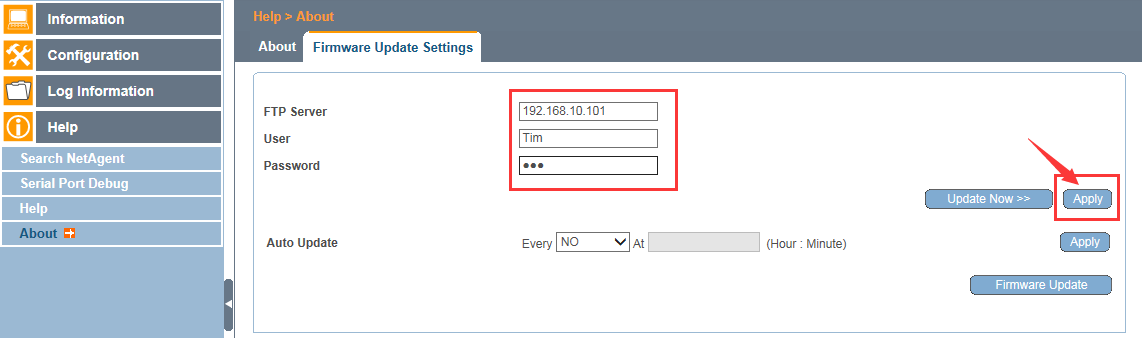 Information
Configuration
Log Information
Help
Search NetAgent
Serial Port Debug
Help
About
Help > About
About
Firmware Update Settings
FTP Server 192.168.10.101
User Tim
Password ●●●
Update Now >> Apply
Auto Update Every NO At (Hour : Minute) Apply
Firmware Update